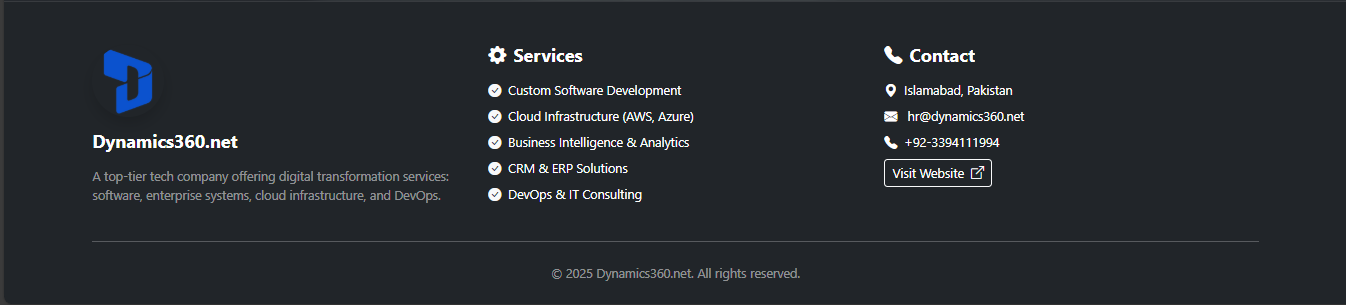 Dynamics360.net
A top-tier tech company offering digital transformation services:
software, enterprise systems, cloud infrastructure, and DevOps.
Services
Custom Software Development
Cloud Infrastructure (AWS, Azure)
Business Intelligence & Analytics
CRM & ERP Solutions
DevOps & IT Consulting
Contact
Islamabad, Pakistan
hr@dynamics360.net
+92-3394111994
Visit Website
© 2025 Dynamics360.net. All rights reserved.